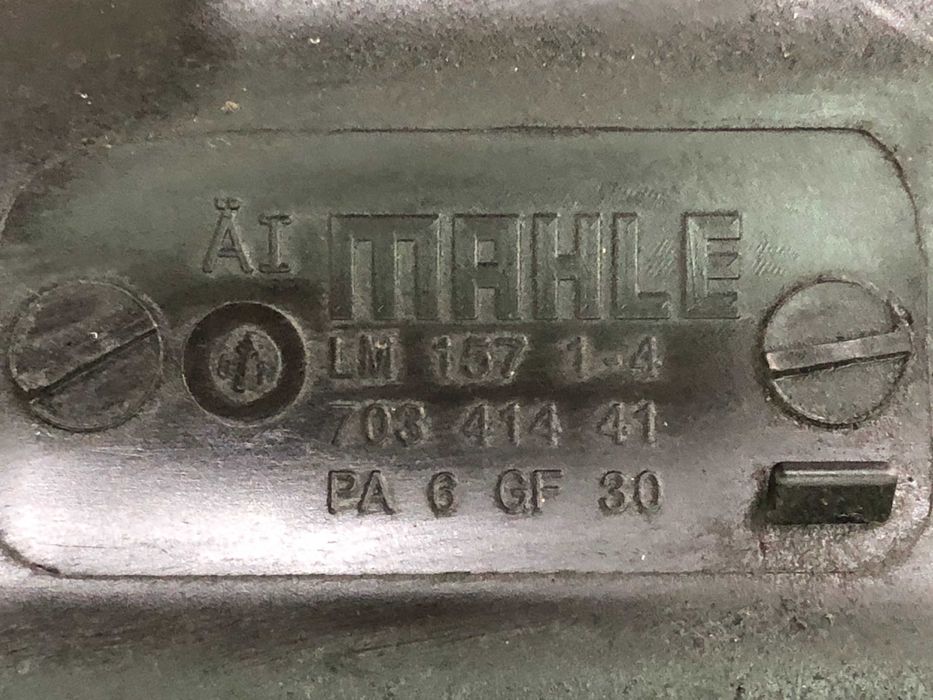 ÄI MAHLE
LM 157 1-4
703 414 41
PA 6 GF 30